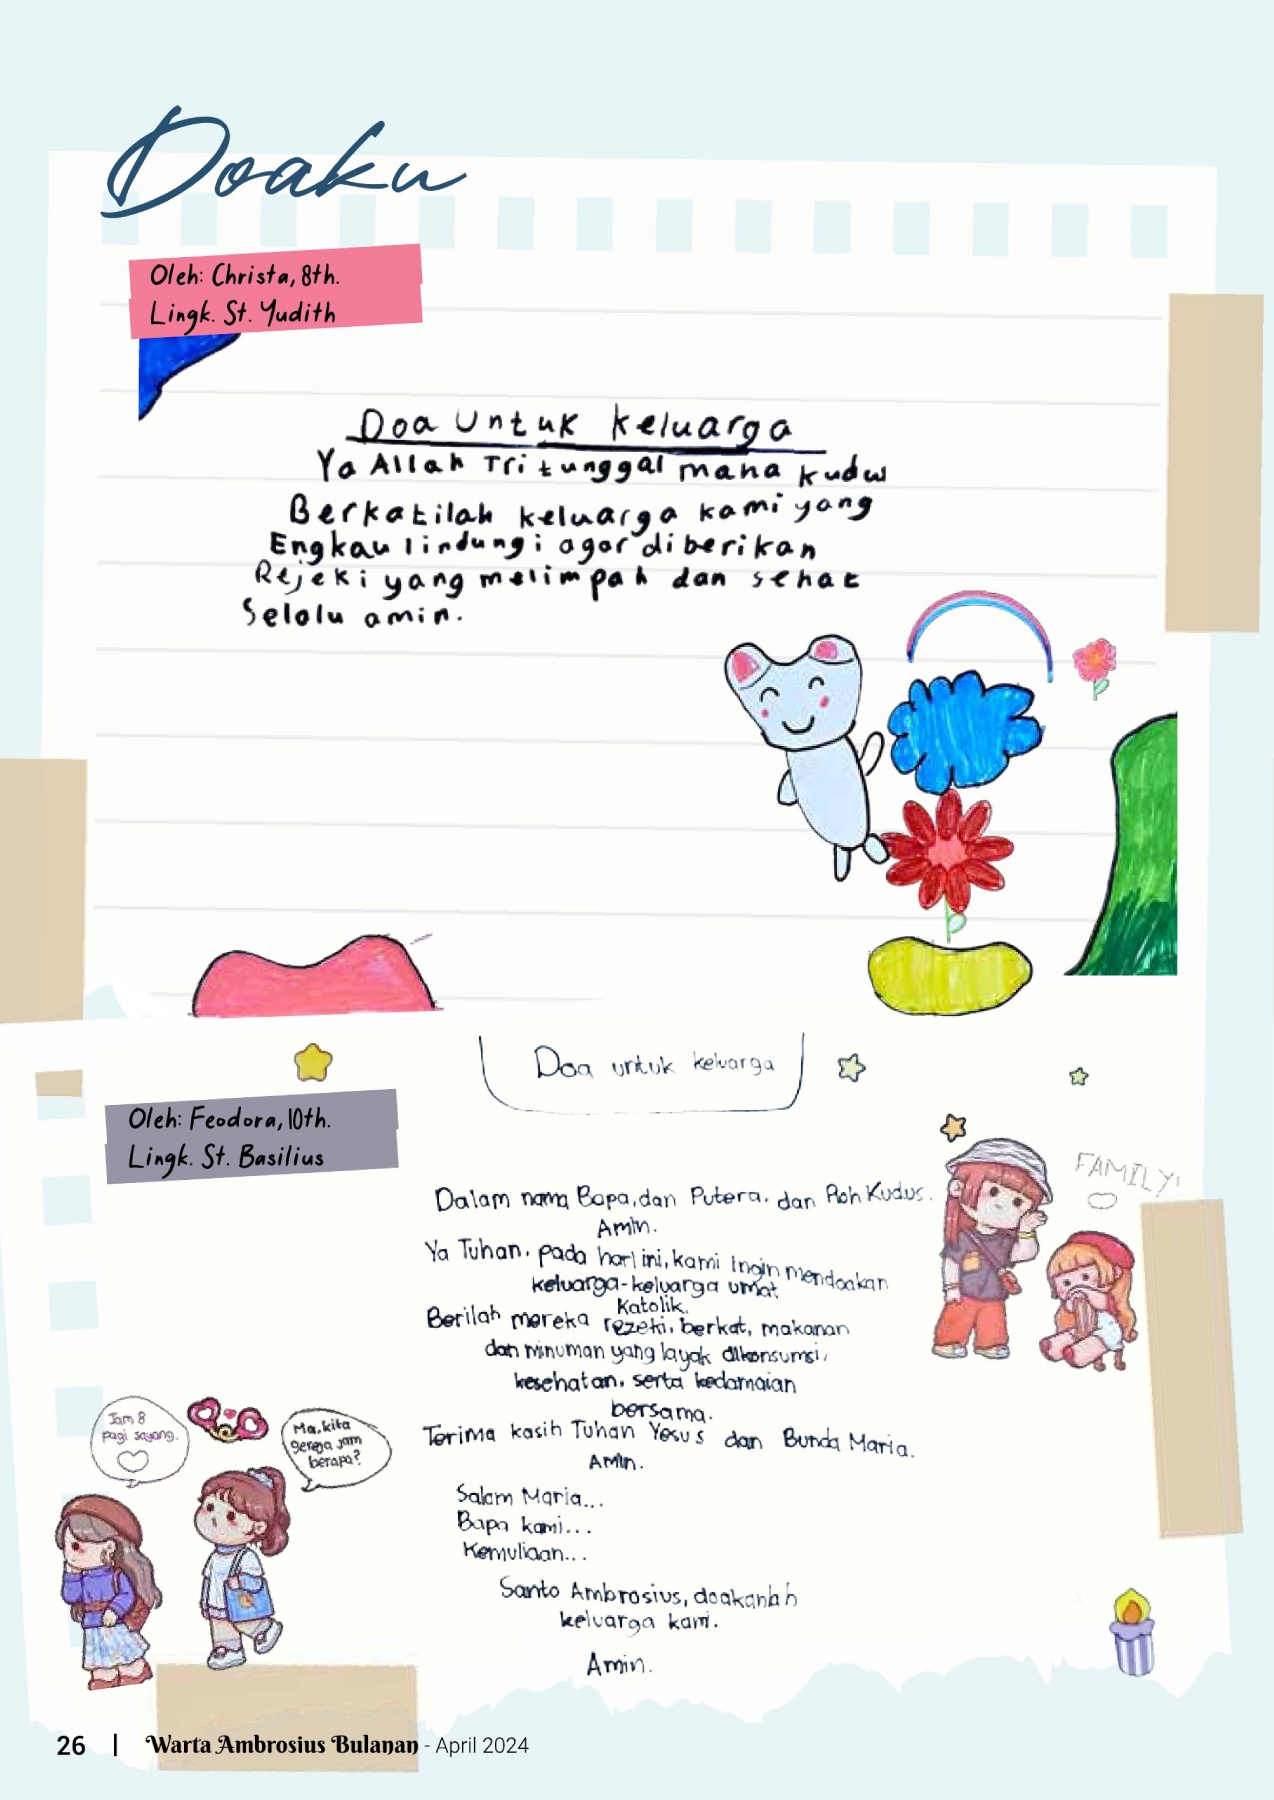 Doaku
Oleh: Christa, 8th.
Lingk. St. Yudith
Doa Untuk keluarga
Ya Allah Tritunggal maha kudus
Berkatilah keluarga kami yang
Engkau lindungi agar diberikan
Rejeki yang melimpah dan sehat
Selalu amin.
Doa untuk keluarga
Oleh: Feodora, 10th.
Lingk. St. Basilius
FAMILY!
Dalam nama Bapa, dan Putera, dan Roh Kudus.
Amin.
Ya Tuhan, pada hari ini, kami ingin mendoakan
keluarga-keluarga umat
Katolik.
Berilah mereka rezeki, berkat, makanan
dan minuman yang layak dikonsumsi,
kesehatan, serta kedamaian
bersama.
Terima kasih Tuhan Yesus dan Bunda Maria.
Amin.
Jam 8
pagi sayang.
Ma, kita
gereja jam
berapa?
Salam Maria...
Bapa kami...
Kemuliaan...
Santo Ambrosius, doakanlah
keluarga kami.
Amin.
26 | Warta Ambrosius Bulanan - April 2024